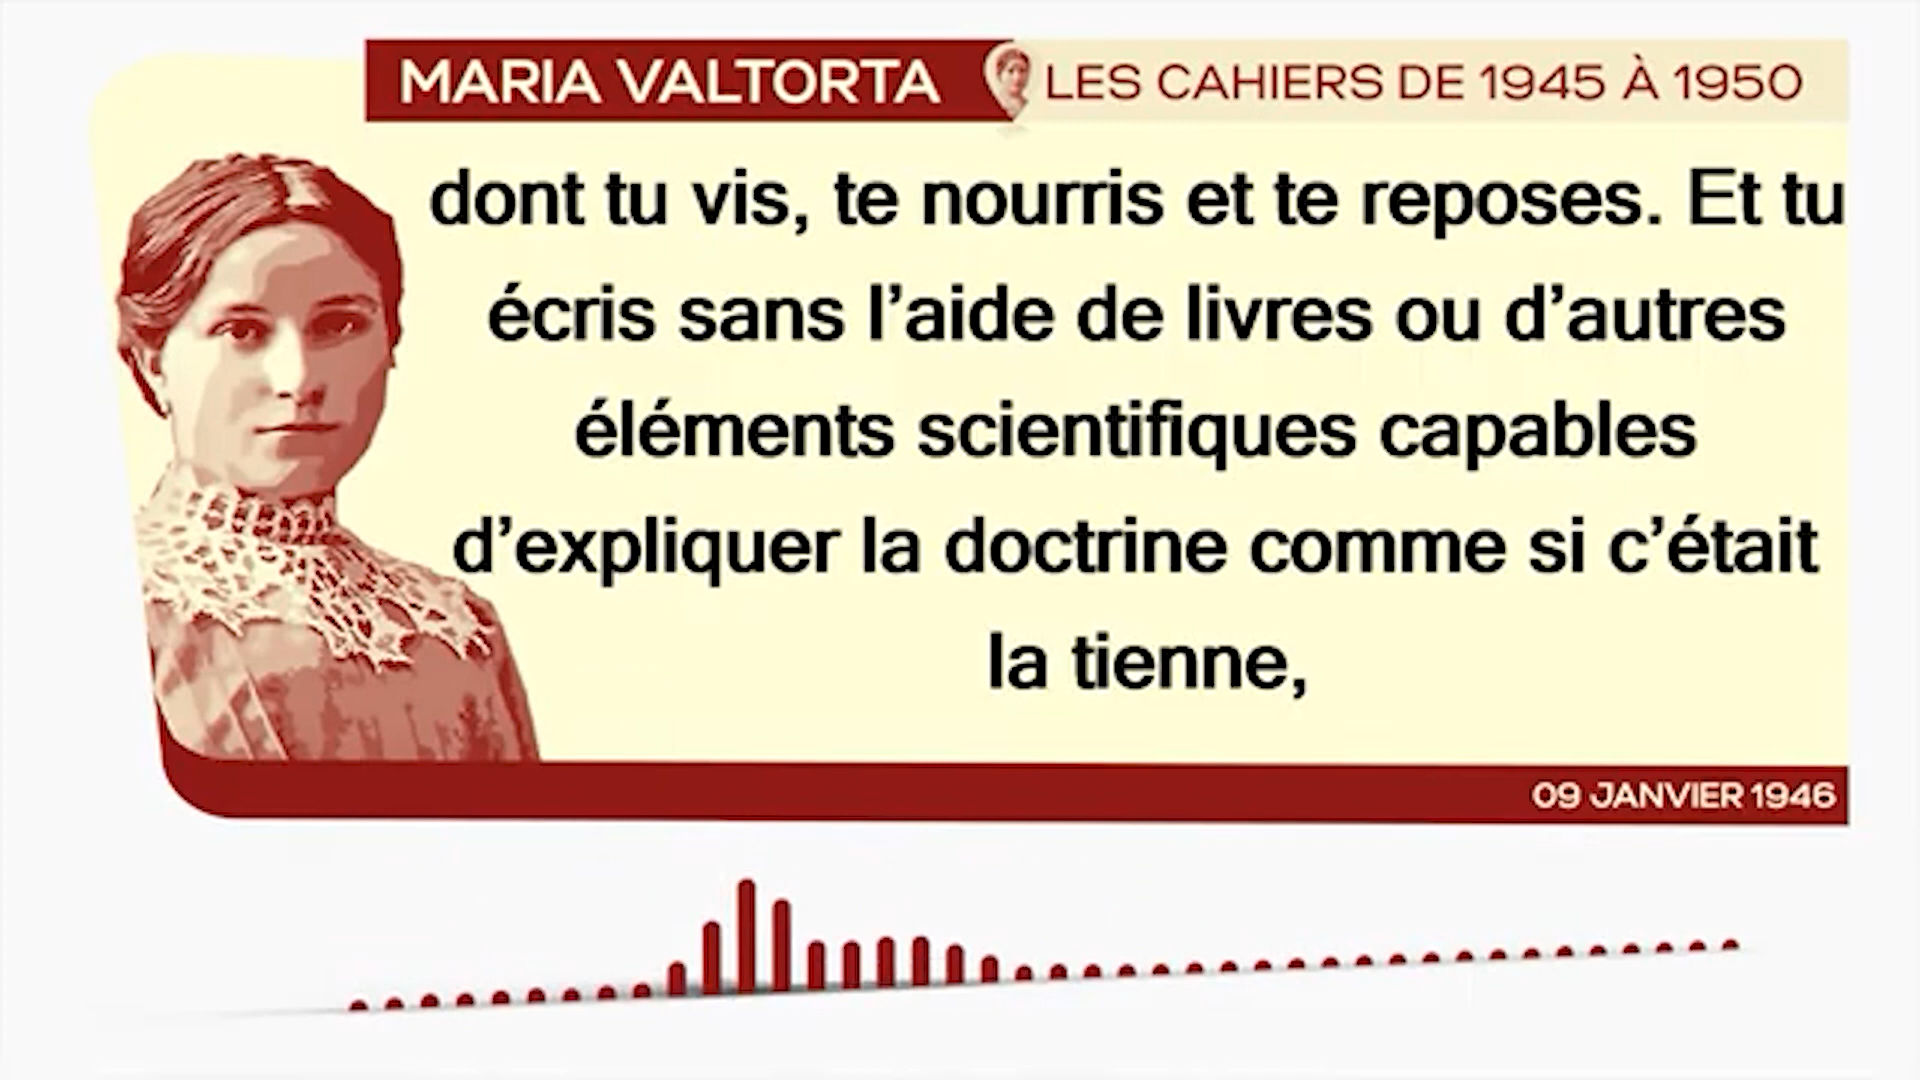 MARIA VALTORTA LES CAHIERS DE 1945 À 1950
dont tu vis, te nourris et te reposes. Et tu
écris sans l’aide de livres ou d’autres
éléments scientifiques capables
d’expliquer la doctrine comme si c’était
la tienne,
09 JANVIER 1946